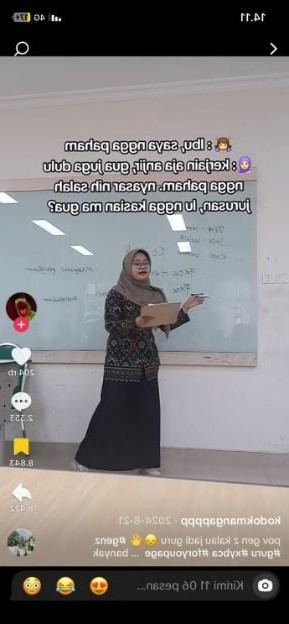 14.11 4G
👧: Ibu, saya ngga paham
🧕: kerjain aja anjir, gua juga dulu
ngga paham. nyasar nih salah
jurusan, lu ngga kasian ma gua?
204 rb
2.353
8.843
8.422
kodokmangapppp · 2024-8-21
pov gen z kalau jadi guru 😔👋 #genz
#guru #xybca #foryoupage ... banyak
Kirimi 11 06 pesan...